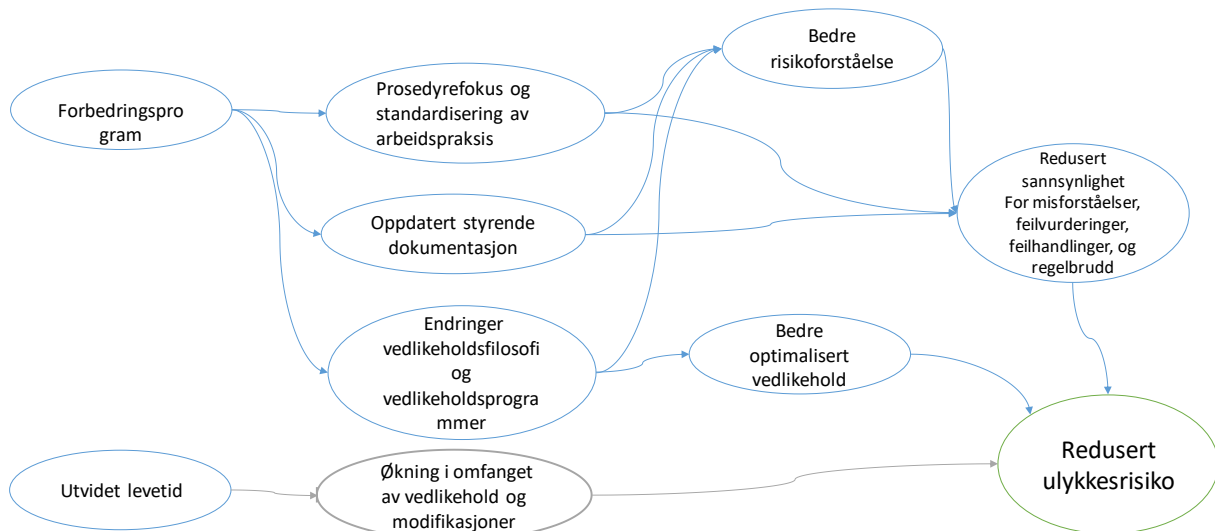 Forbedringspro
gram
Prosedyrefokus og
standardisering av
arbeidspraksis
Bedre
risikoforståelse
Oppdatert styrende
dokumentasjon
Redusert
sannsynlighet
For misforståelser,
feilvurderinger,
feilhandlinger, og
regelbrudd
Endringer
vedlikeholdsfilosofi
og
vedlikeholdsprogra
mmer
Bedre
optimalisert
vedlikehold
Utvidet levetid
Økning i omfanget
av vedlikehold og
modifikasjoner
Redusert
ulykkesrisiko